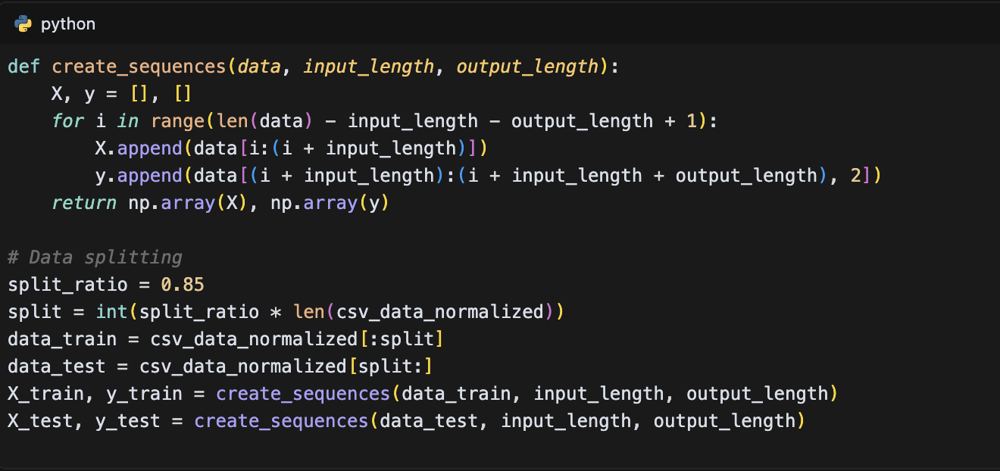 python
def create_sequences(data, input_length, output_length):
    X, y = [], []
    for i in range(len(data) - input_length - output_length + 1):
        X.append(data[i:(i + input_length)])
        y.append(data[(i + input_length):(i + input_length + output_length), 2])
    return np.array(X), np.array(y)

# Data splitting
split_ratio = 0.85
split = int(split_ratio * len(csv_data_normalized))
data_train = csv_data_normalized[:split]
data_test = csv_data_normalized[split:]
X_train, y_train = create_sequences(data_train, input_length, output_length)
X_test, y_test = create_sequences(data_test, input_length, output_length)